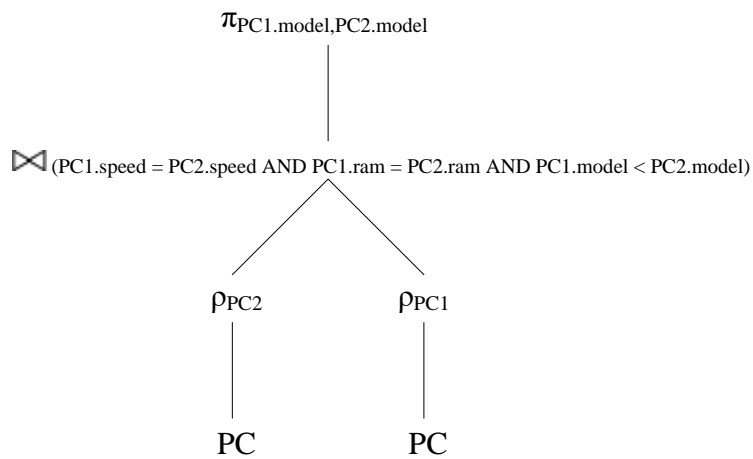 πPC1.model,PC2.model
⋈ (PC1.speed = PC2.speed AND PC1.ram = PC2.ram AND PC1.model < PC2.model)
ρPC2 ρPC1
PC PC